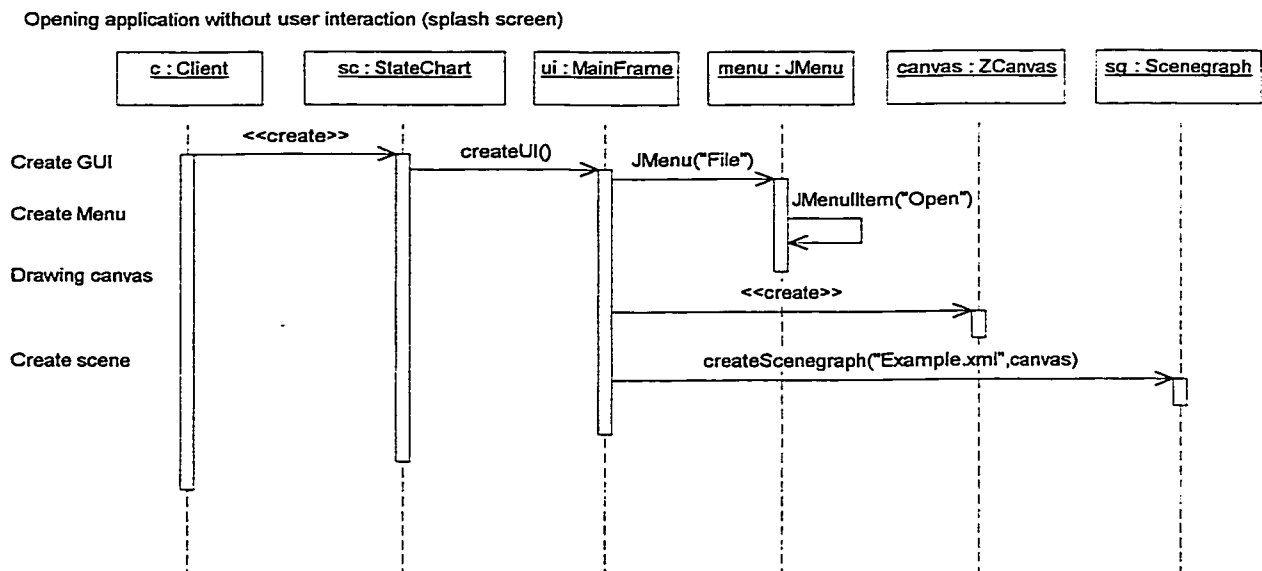 Opening application without user interaction (splash screen)
c : Client
sc : StateChart
ui : MainFrame
menu : JMenu
canvas : ZCanvas
sg : Scenegraph
<<create>>
Create GUI
createUI()
JMenu("File")
Create Menu
JMenuItem("Open")
Drawing canvas
<<create>>
Create scene
createScenegraph("Example.xml",canvas)